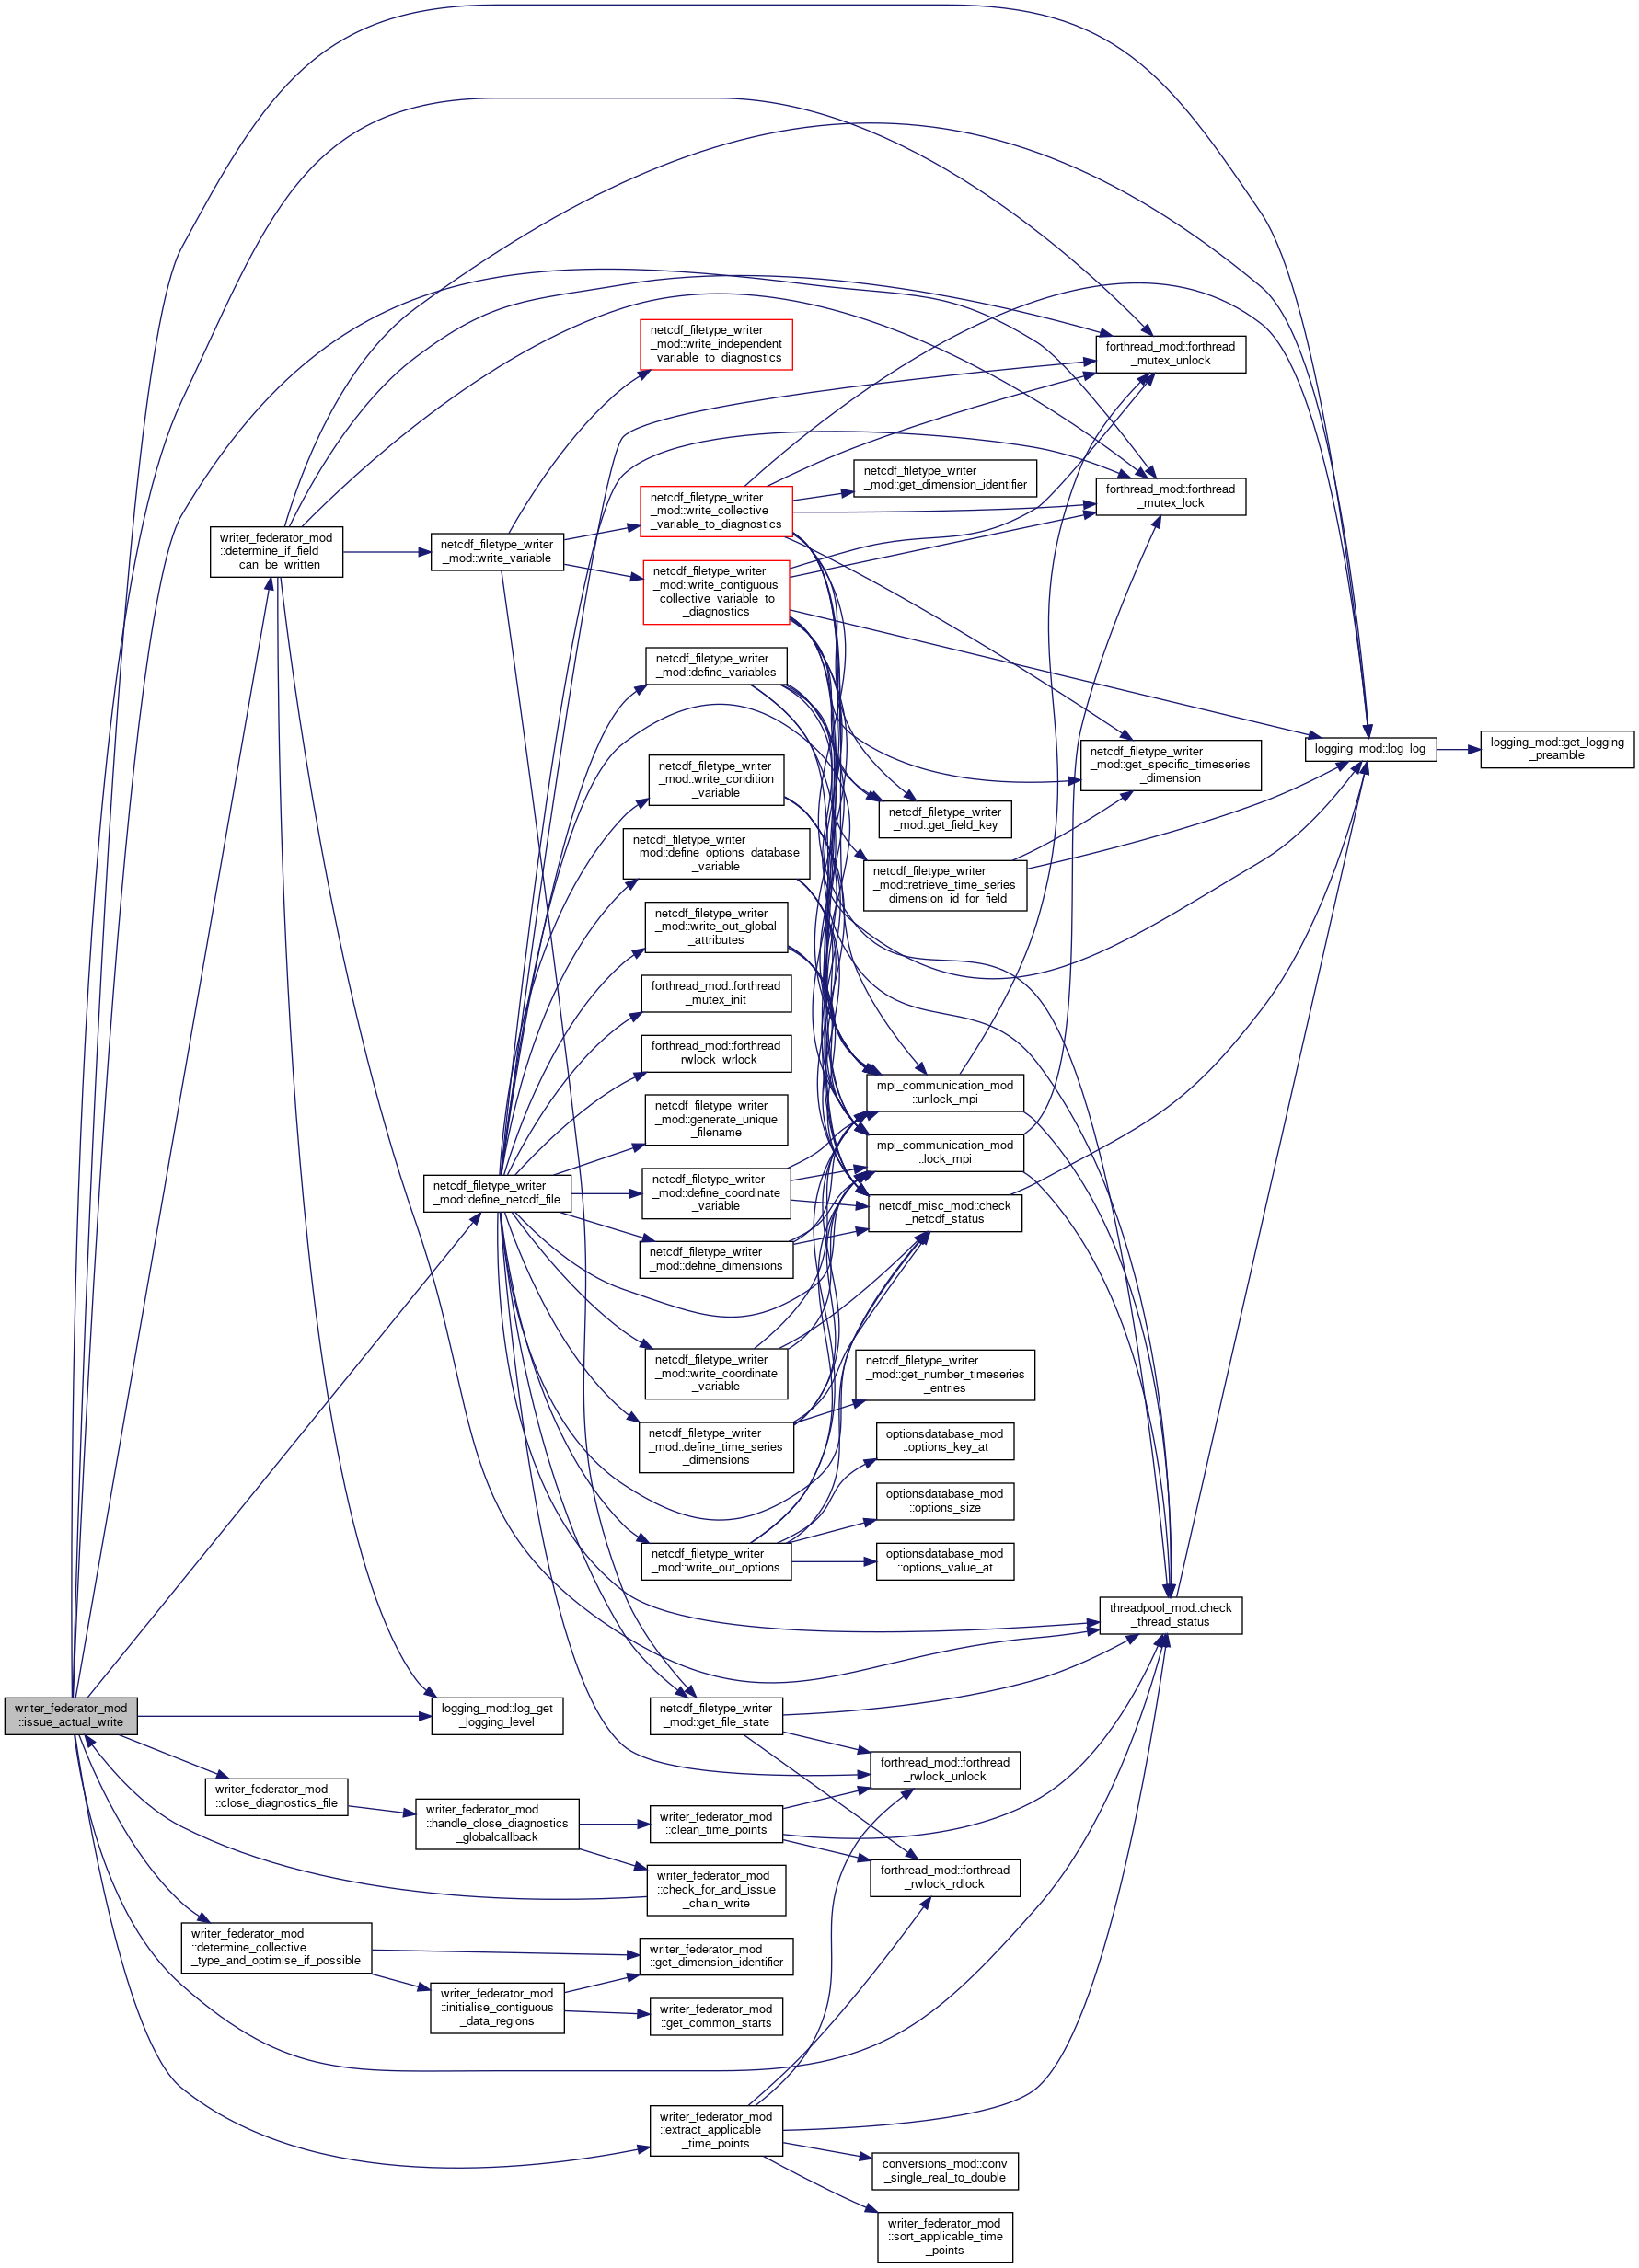 netcdf_filetype_writer
_mod::write_independent
_variable_to_diagnostics
forthread_mod::forthread
_mutex_unlock
netcdf_filetype_writer
_mod::get_dimension_identifier
forthread_mod::forthread
_mutex_lock
netcdf_filetype_writer
_mod::write_collective
_variable_to_diagnostics
writer_federator_mod
::determine_if_field
_can_be_written
netcdf_filetype_writer
_mod::write_variable
netcdf_filetype_writer
_mod::write_contiguous
_collective_variable_to
_diagnostics
netcdf_filetype_writer
_mod::define_variables
logging_mod::log_log
logging_mod::get_logging
_preamble
netcdf_filetype_writer
_mod::get_specific_timeseries
_dimension
netcdf_filetype_writer
_mod::write_condition
_variable
netcdf_filetype_writer
_mod::get_field_key
netcdf_filetype_writer
_mod::define_options_database
_variable
netcdf_filetype_writer
_mod::retrieve_time_series
_dimension_id_for_field
netcdf_filetype_writer
_mod::write_out_global
_attributes
forthread_mod::forthread
_mutex_init
forthread_mod::forthread
_rwlock_wrlock
mpi_communication_mod
::unlock_mpi
netcdf_filetype_writer
_mod::generate_unique
_filename
mpi_communication_mod
::lock_mpi
netcdf_filetype_writer
_mod::define_netcdf_file
netcdf_filetype_writer
_mod::define_coordinate
_variable
netcdf_misc_mod::check
_netcdf_status
netcdf_filetype_writer
_mod::define_dimensions
netcdf_filetype_writer
_mod::write_coordinate
_variable
netcdf_filetype_writer
_mod::get_number_timeseries
_entries
netcdf_filetype_writer
_mod::define_time_series
_dimensions
optionsdatabase_mod
::options_key_at
optionsdatabase_mod
::options_size
netcdf_filetype_writer
_mod::write_out_options
optionsdatabase_mod
::options_value_at
threadpool_mod::check
_thread_status
writer_federator_mod
::issue_actual_write
logging_mod::log_get
_logging_level
netcdf_filetype_writer
_mod::get_file_state
forthread_mod::forthread
_rwlock_unlock
writer_federator_mod
::close_diagnostics_file
writer_federator_mod
::handle_close_diagnostics
_globalcallback
writer_federator_mod
::clean_time_points
forthread_mod::forthread
_rwlock_rdlock
writer_federator_mod
::check_for_and_issue
_chain_write
writer_federator_mod
::determine_collective
_type_and_optimise_if_possible
writer_federator_mod
::get_dimension_identifier
writer_federator_mod
::initialise_contiguous
_data_regions
writer_federator_mod
::get_common_starts
writer_federator_mod
::extract_applicable
_time_points
conversions_mod::conv
_single_real_to_double
writer_federator_mod
::sort_applicable_time
_points